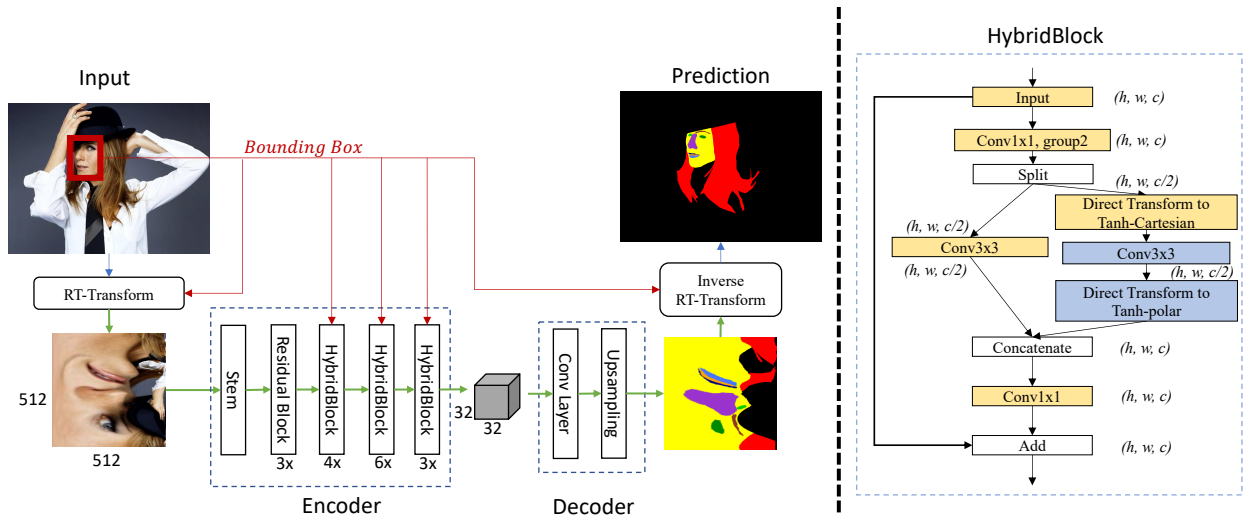 Input
Bounding Box
Prediction
RT-Transform
Inverse
RT-Transform
512
512
Stem
Residual Block
3x
HybridBlock
4x
HybridBlock
6x
HybridBlock
3x
Encoder
32
32
Conv Layer
Upsampling
Decoder
HybridBlock
Input
(h, w, c)
Conv1x1, group2
(h, w, c)
Split
(h, w, c/2)
Direct Transform to
Tanh-Cartesian
(h, w, c/2)
Conv3x3
(h, w, c/2)
Conv3x3
(h, w, c/2)
Direct Transform to
Tanh-polar
Concatenate
(h, w, c)
Conv1x1
(h, w, c)
Add
(h, w, c)